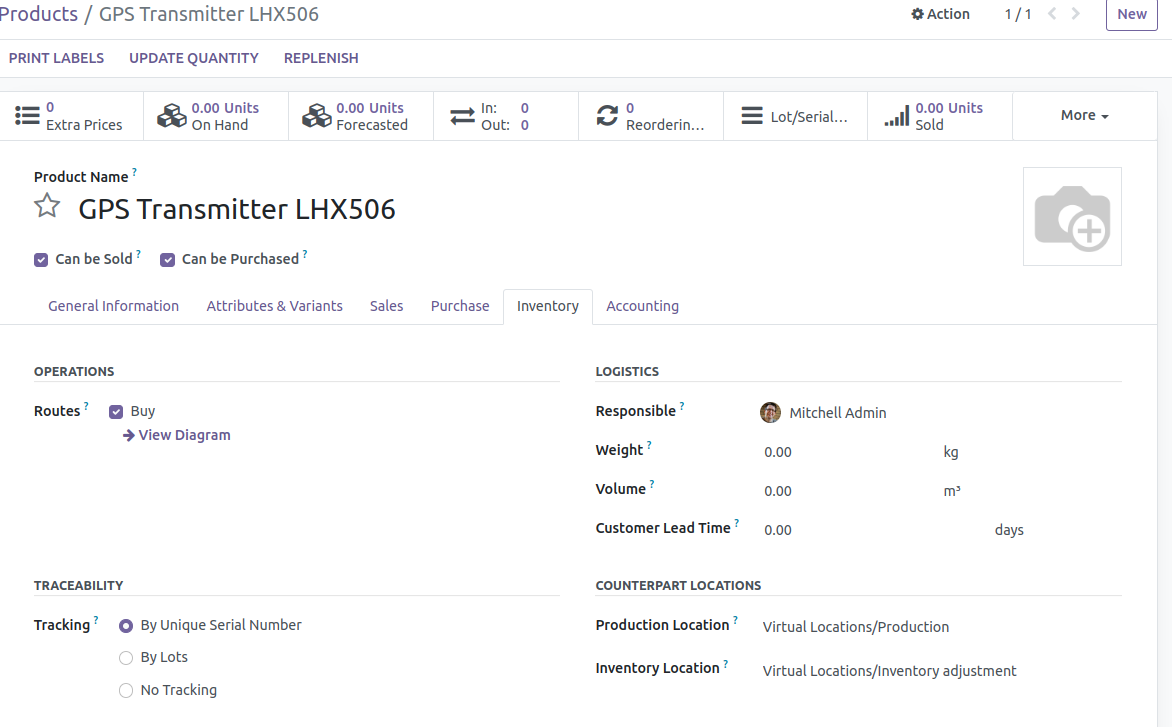 Products / GPS Transmitter LHX506 Action 1 / 1 New
PRINT LABELS UPDATE QUANTITY REPLENISH
0 Extra Prices
0.00 Units On Hand
0.00 Units Forecasted
In: 0
Out: 0
0 Reorderin...
Lot/Serial...
0.00 Units Sold
More
Product Name ?
GPS Transmitter LHX506
Can be Sold ? Can be Purchased ?
General Information Attributes & Variants Sales Purchase Inventory Accounting
OPERATIONS
Routes ? Buy
View Diagram
LOGISTICS
Responsible ? Mitchell Admin
Weight ? 0.00 kg
Volume ? 0.00 m³
Customer Lead Time ? 0.00 days
TRACEABILITY
Tracking ? By Unique Serial Number
By Lots
No Tracking
COUNTERPART LOCATIONS
Production Location ? Virtual Locations/Production
Inventory Location ? Virtual Locations/Inventory adjustment